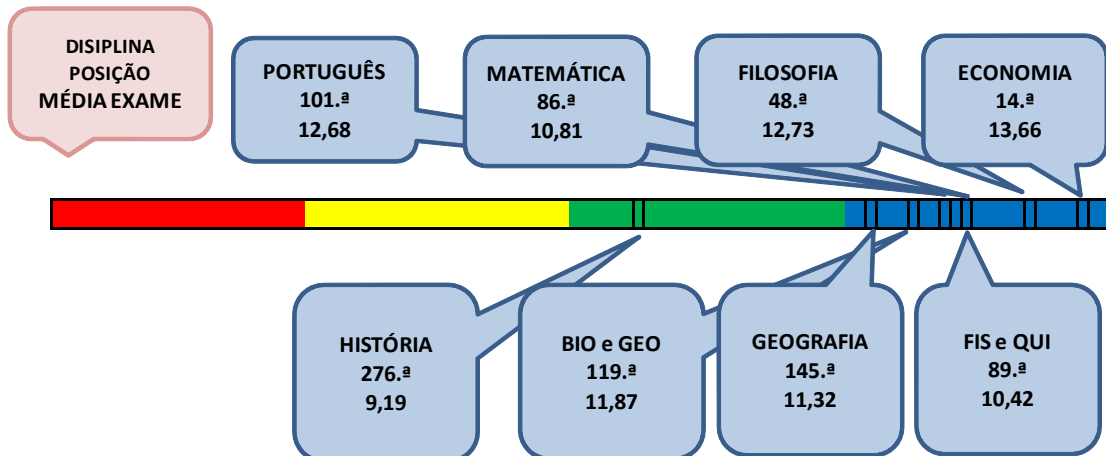 DISIPLINA
POSIÇÃO
MÉDIA EXAME
PORTUGUÊS
101.ª
12,68
MATEMÁTICA
86.ª
10,81
FILOSOFIA
48.ª
12,73
ECONOMIA
14.ª
13,66
HISTÓRIA
276.ª
9,19
BIO e GEO
119.ª
11,87
GEOGRAFIA
145.ª
11,32
FIS e QUI
89.ª
10,42